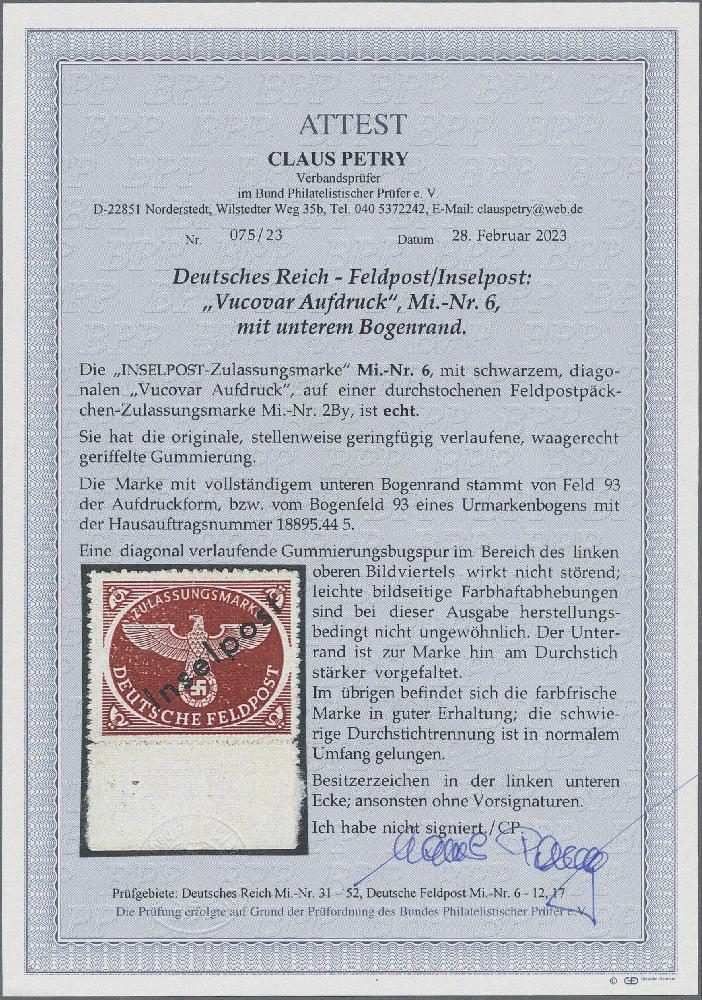 ATTEST
CLAUS PETRY
Verbandsprüfer
im Bund Philatelistischer Prüfer e. V.
D-22851 Norderstedt, Wilstedter Weg 35b, Tel. 040 5372242, E-Mail: clauspetry@web.de
Nr. 075/23 Datum 28. Februar 2023
Deutsches Reich - Feldpost/Inselpost:
„Vucovar Aufdruck", Mi.-Nr. 6,
mit unterem Bogenrand.
Die „INSELPOST-Zulassungsmarke" Mi.-Nr. 6, mit schwarzem, diago-
nalen „Vucovar Aufdruck", auf einer durchstochenen Feldpostpäck-
chen-Zulassungsmarke Mi.-Nr. 2By, ist echt.
Sie hat die originale, stellenweise geringfügig verlaufene, waagerecht
geriffelte Gummierung.
Die Marke mit vollständigem unteren Bogenrand stammt von Feld 93
der Aufdruckform, bzw. vom Bogenfeld 93 eines Urmarkenbogens mit
der Hausauftragsnummer 18895.44 5.
Eine diagonal verlaufende Gummierungsbugspur im Bereich des linken
oberen Bildviertels wirkt nicht störend;
leichte bildseitige Farbhaftabhebungen
sind bei dieser Ausgabe herstellungs-
bedingt nicht ungewöhnlich. Der Unter-
rand ist zur Marke hin am Durchstich
stärker vorgefaltet.
Im übrigen befindet sich die farbfrische
Marke in guter Erhaltung; die schwie-
rige Durchstichtrennung ist in normalem
Umfang gelungen.
Besitzerzeichen in der linken unteren
Ecke; ansonsten ohne Vorsignaturen.
Ich habe nicht signiert./CP
ZULASSUNGSMARKE
Inselpost
DEUTSCHE FELDPOST
Prüfgebiete: Deutsches Reich Mi.-Nr. 31 – 52, Deutsche Feldpost Mi.-Nr. 6 - 12, 17
Die Prüfung erfolgte auf Grund der Prüfordnung des Bundes Philatelistischer Prüfer e.V.